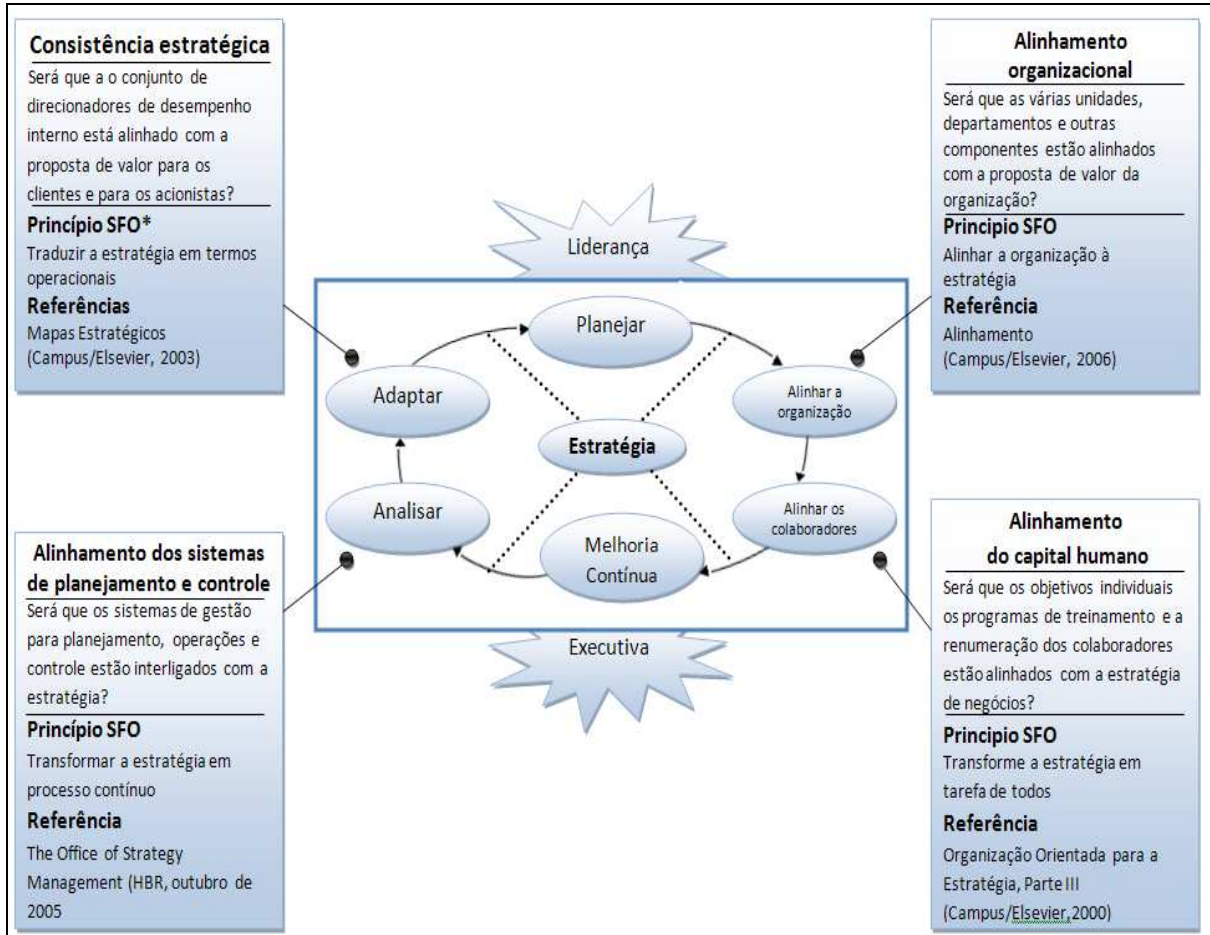 Consistência estratégica
Será que a o conjunto de
direcionadores de desempenho
interno está alinhado com a
proposta de valor para os
clientes e para os acionistas?
Princípio SFO*
Traduzir a estratégia em termos
operacionais
Referências
Mapas Estratégicos
(Campus/Elsevier, 2003)
Alinhamento
organizacional
Será que as várias unidades,
departamentos e outras
componentes estão alinhados
com a proposta de valor da
organização?
Principio SFO
Alinhar a organização à
estratégia
Referência
Alinhamento
(Campus/Elsevier, 2006)
Liderança
Planejar
Adaptar
Alinhar a
organização
Estratégia
Analisar
Alinhar os
colaboradores
Melhoria
Contínua
Executiva
Alinhamento dos sistemas
de planejamento e controle
Será que os sistemas de gestão
para planejamento, operações e
controle estão interligados com a
estratégia?
Princípio SFO
Transformar a estratégia em
processo contínuo
Referência
The Office of Strategy
Management (HBR, outubro de
2005
Alinhamento
do capital humano
Será que os objetivos individuais
os programas de treinamento e a
renumeração dos colaboradores
estão alinhados com a estratégia
de negócios?
Principio SFO
Transforme a estratégia em
tarefa de todos
Referência
Organização Orientada para a
Estratégia, Parte III
(Campus/Elsevier,2000)